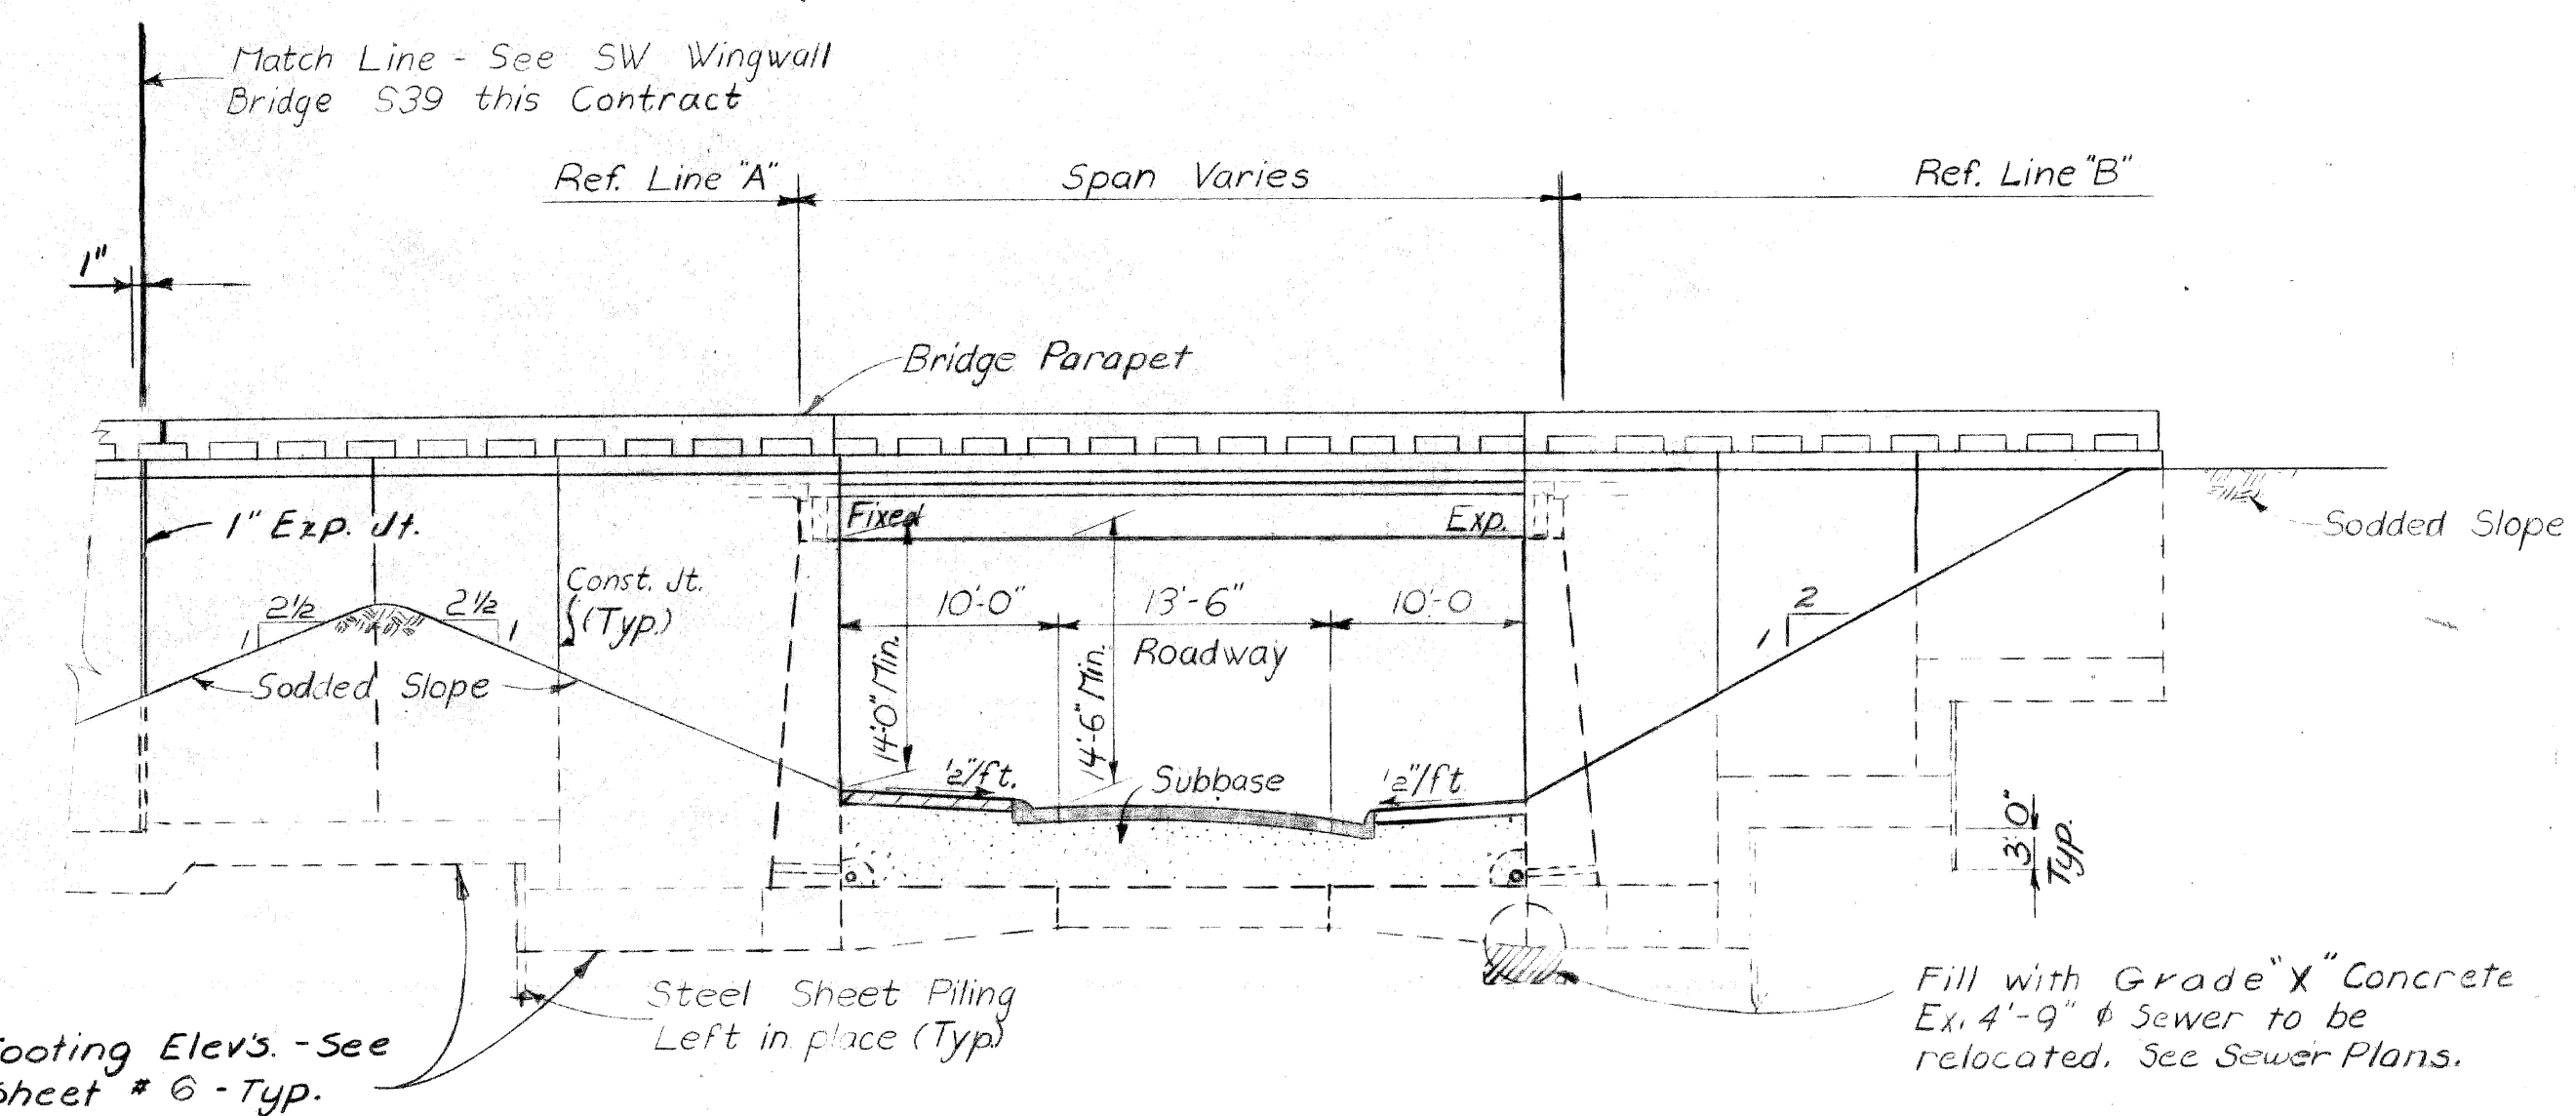 Match Line - See SW Wingwall
Bridge S39 this Contract
Ref. Line "A"
Span Varies
Ref. Line "B"
1"
Bridge Parapet
Fixed
Exp.
1" Exp. Jt.
Sodded Slope
Const. Jt.
(Typ.)
2½
1
2½
1
10'-0"
13'-6"
10'-0
Roadway
2
1
Sodded Slope
14'-0" Min.
14'-6" Min.
½"/ft.
Subbase
½"/ft
3'0"
Typ.
Steel Sheet Piling
Left in place (Typ)
Footing Elev's. - See
Sheet # 6 - Typ.
Fill with Grade "X" Concrete
Ex. 4'-9" ϕ Sewer to be
relocated. See Sewer Plans.